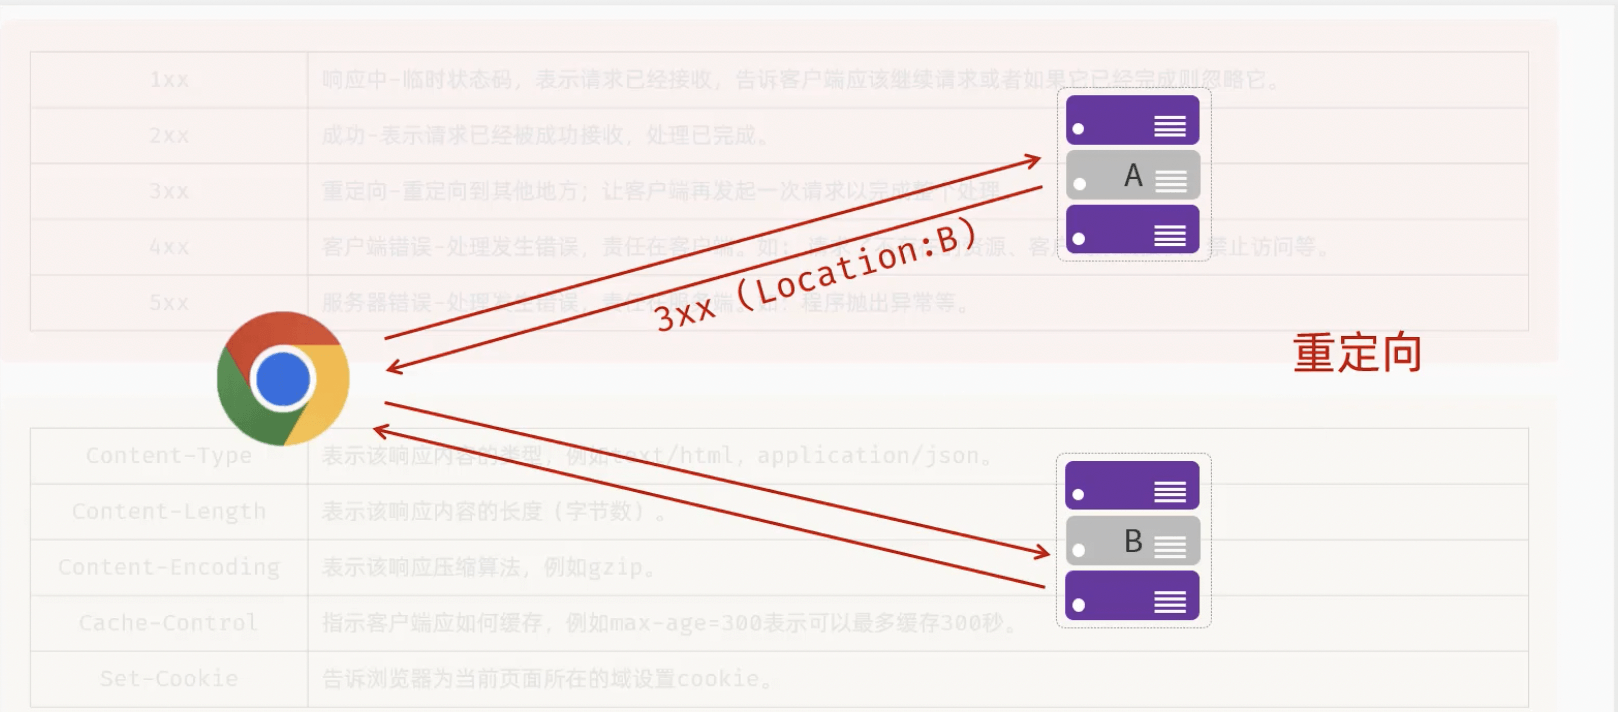 1xx 响应中-临时状态码，表示请求已经接收，告诉客户端应该继续请求或者如果它已经完成则忽略它。
2xx 成功-表示请求已经被成功接收，处理已完成。
A
3xx 重定向-重定向到其他地方；让客户端再发起一次请求以完成整个处理
4xx 客户端错误-处理发生错误，责任在客户端。如： 资源、客 禁止访问等。
3xx（Location:B）
5xx 服务器错误-处理发生错误，责任在服务端。如：程序抛出异常等。
重定向
Content-Type 表示该响应内容的类型，例如text/html，application/json。
Content-Length 表示该响应内容的长度（字节数）。
B
Content-Encoding 表示该响应压缩算法，例如gzip。
Cache-Control 指示客户端应如何缓存，例如max-age=300表示可以最多缓存300秒。
Set-Cookie 告诉浏览器为当前页面所在的域设置cookie。